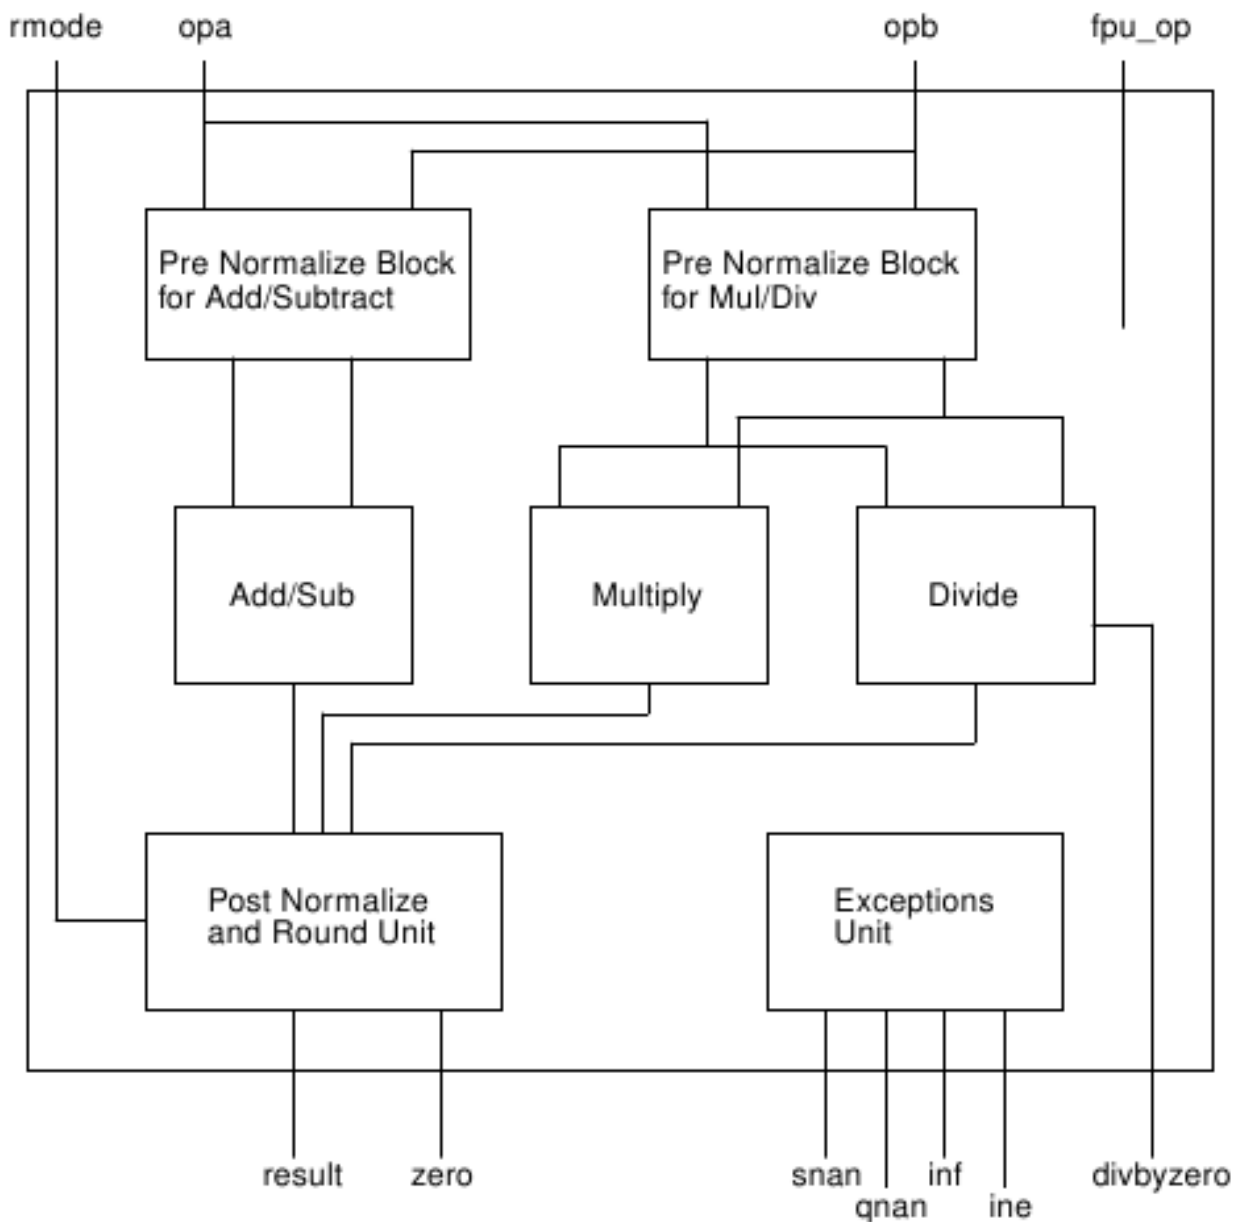 rmode opa opb fpu_op
Pre Normalize Block
for Add/Subtract
Pre Normalize Block
for Mul/Div
Add/Sub
Multiply
Divide
Post Normalize
and Round Unit
Exceptions
Unit
result zero snan inf divbyzero
qnan ine